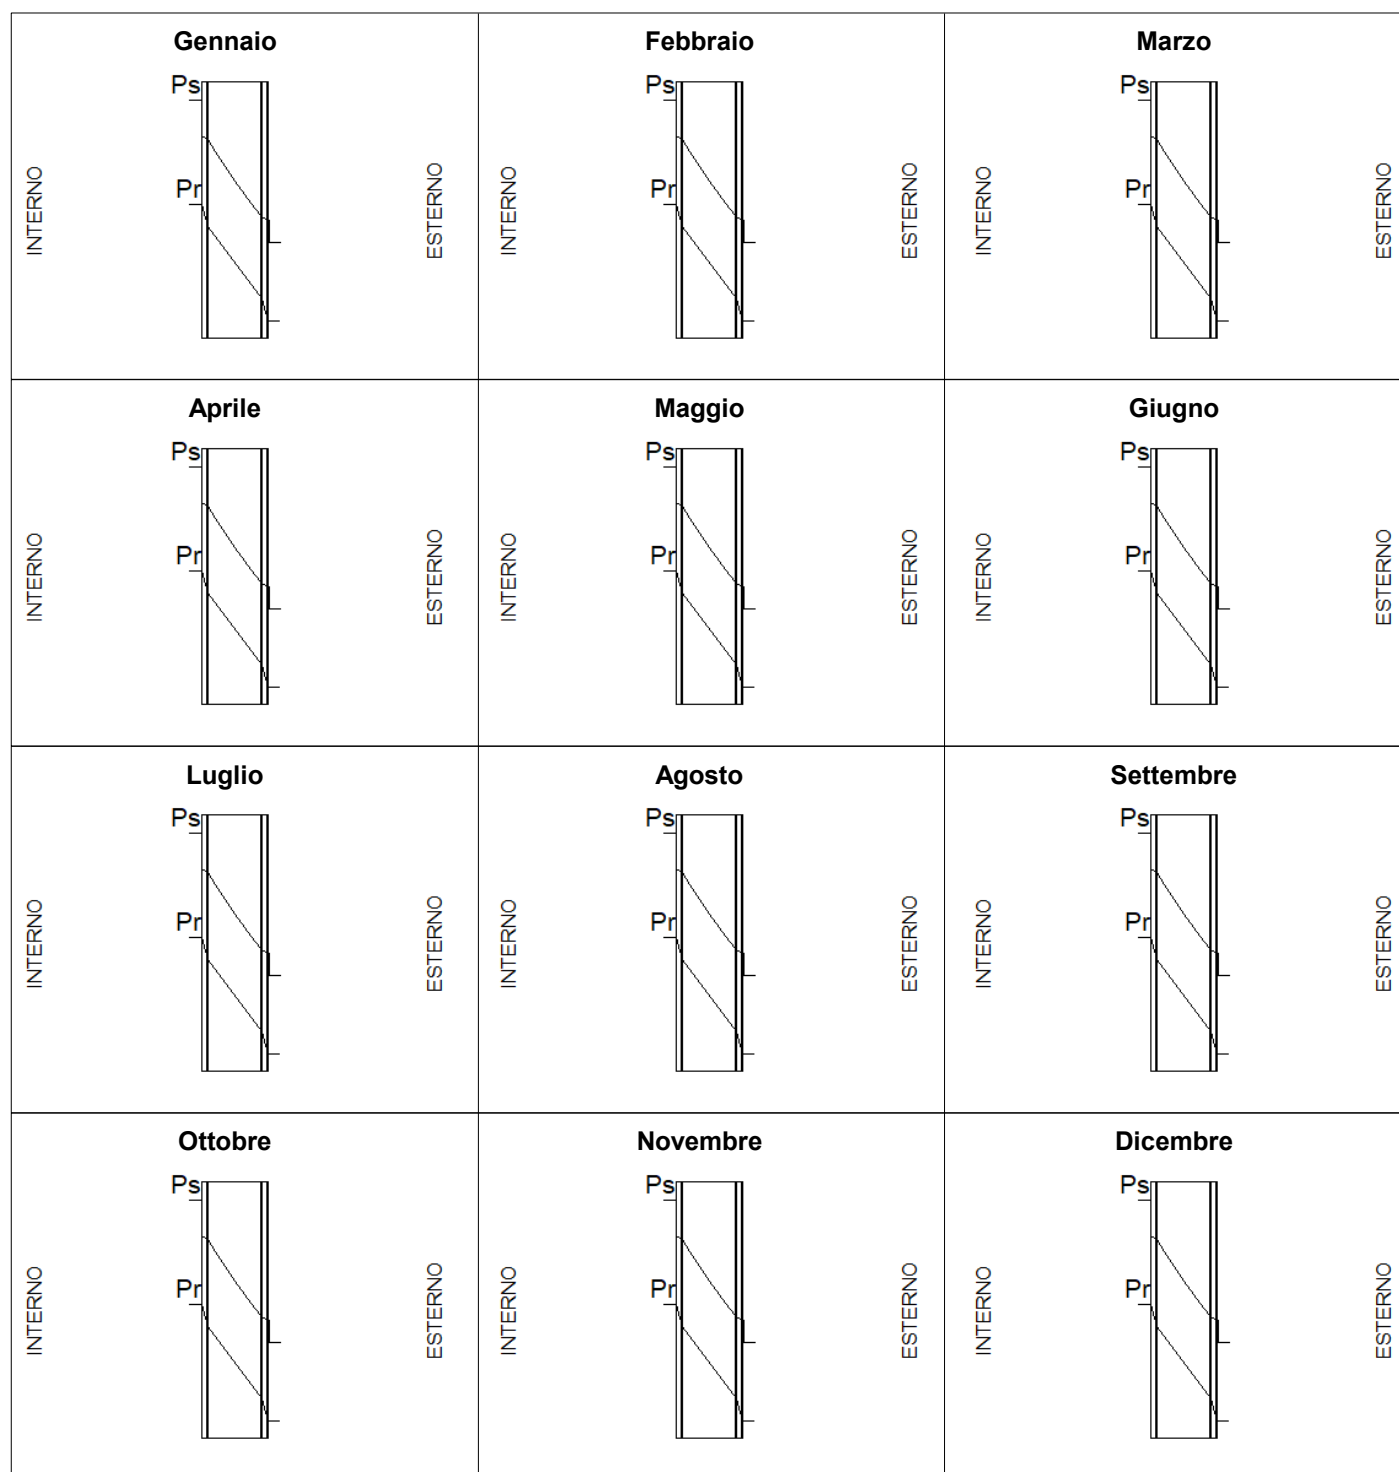 Gennaio
Ps
Pr
INTERNO
ESTERNO
Febbraio
Ps
Pr
INTERNO
ESTERNO
Marzo
Ps
Pr
INTERNO
ESTERNO
Aprile
Ps
Pr
INTERNO
ESTERNO
Maggio
Ps
Pr
INTERNO
ESTERNO
Giugno
Ps
Pr
INTERNO
ESTERNO
Luglio
Ps
Pr
INTERNO
ESTERNO
Agosto
Ps
Pr
INTERNO
ESTERNO
Settembre
Ps
Pr
INTERNO
ESTERNO
Ottobre
Ps
Pr
INTERNO
ESTERNO
Novembre
Ps
Pr
INTERNO
ESTERNO
Dicembre
Ps
Pr
INTERNO
ESTERNO